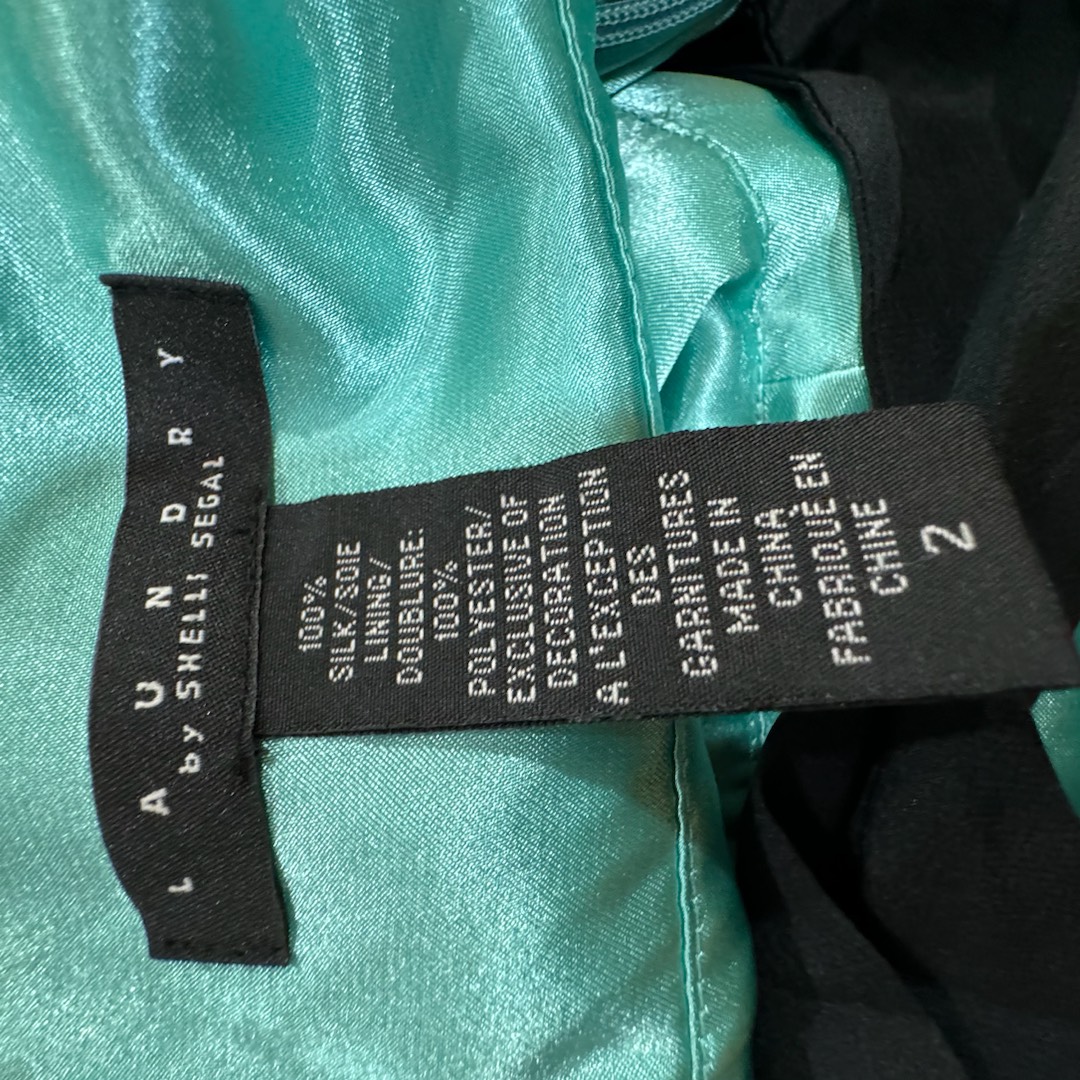 LAUNDRY
by SHELLI SEGAL
100%
SILK/SOIE
LINING/
DOUBLURE:
100%
POLYESTER/
EXCLUSIVE OF
DECORATION
A L'EXCEPTION
DES
GARNITURES
MADE IN
CHINA
FABRIQUE EN
CHINE
2